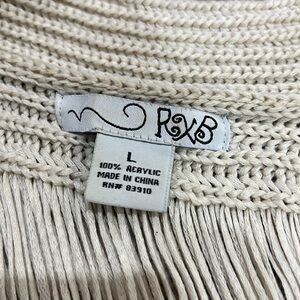 RXB
L
100% ACRYLIC
MADE IN CHINA
RN# 83910